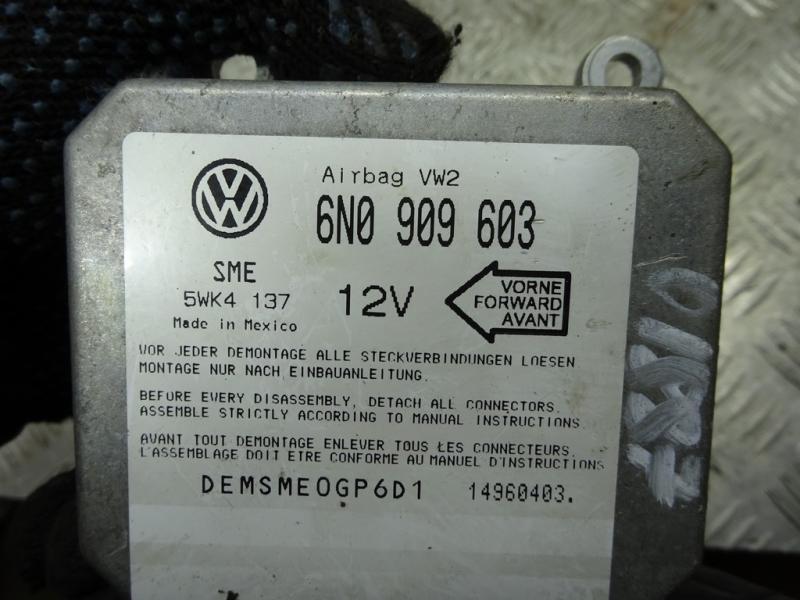 VW
Airbag VW2
6N0 909 603
SME
5WK4 137
Made in Mexico
12V
VORNE
FORWARD
AVANT
VOR JEDER DEMONTAGE ALLE STECKVERBINDUNGEN LOESEN
MONTAGE NUR NACH EINBAUANLEITUNG.
BEFORE EVERY DISASSEMBLY, DETACH ALL CONNECTORS.
ASSEMBLE STRICTLY ACCORDING TO MANUAL INSTRUCTIONS.
AVANT TOUT DEMONTAGE ENLEVER TOUS LES CONNECTEURS.
L'ASSEMBLAGE DOIT ETRE CONFORME AU MANUEL D'INSTRUCTIONS
DEMSME0GP6D1 14960403.